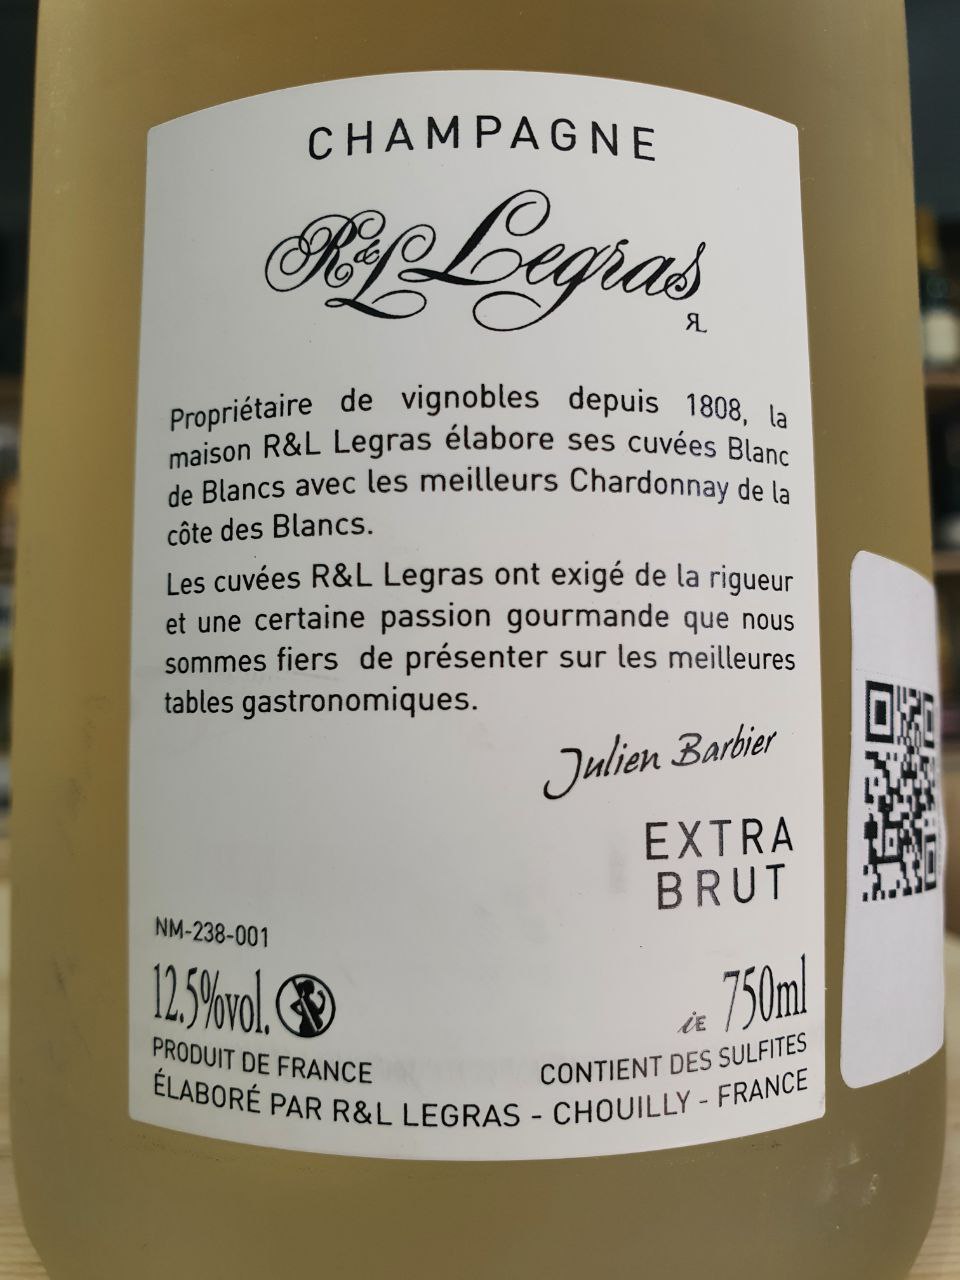 CHAMPAGNE
R&L Legras
RL
Propriétaire de vignobles depuis 1808, la
maison R&L Legras élabore ses cuvées Blanc
de Blancs avec les meilleurs Chardonnay de la
côte des Blancs.
Les cuvées R&L Legras ont exigé de la rigueur
et une certaine passion gourmande que nous
sommes fiers de présenter sur les meilleures
tables gastronomiques.
Julien Barbier
EXTRA
BRUT
NM-238-001
12.5%vol. iE 750ml
PRODUIT DE FRANCE CONTIENT DES SULFITES
ÉLABORÉ PAR R&L LEGRAS - CHOUILLY - FRANCE